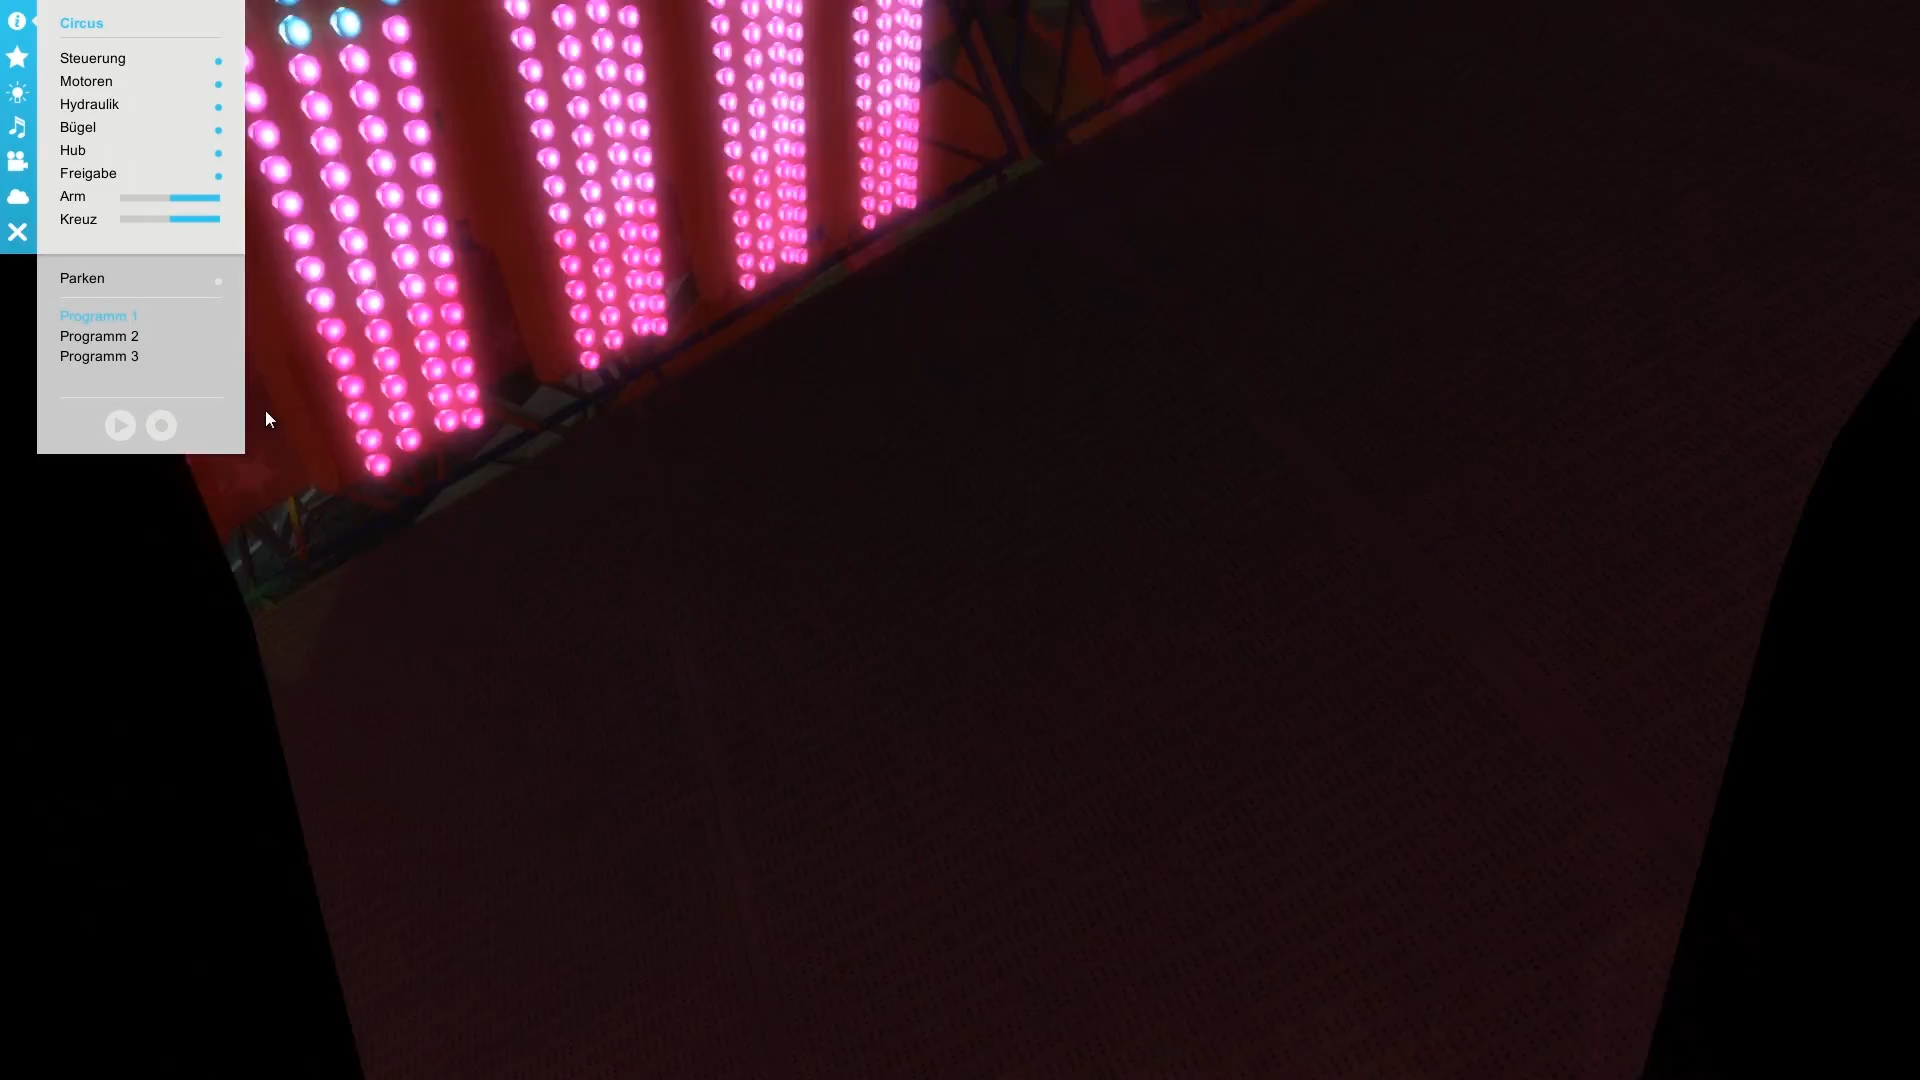 Circus
Steuerung
Motoren
Hydraulik
Bügel
Hub
Freigabe
Arm
Kreuz
Parken
Programm 1
Programm 2
Programm 3